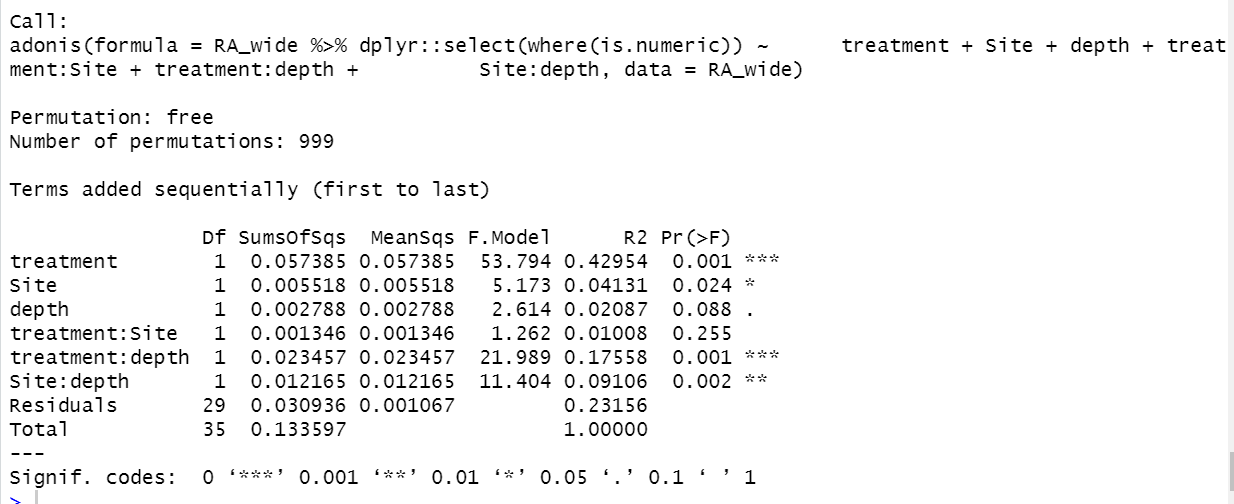 Call:
adonis(formula = RA_wide %>% dplyr::select(where(is.numeric)) ~      treatment + Site + depth + treat
ment:Site + treatment:depth +          Site:depth, data = RA_wide)
Permutation: free
Number of permutations: 999
Terms added sequentially (first to last)
                Df SumsOfSqs  MeanSqs F.Model      R2 Pr(>F)
treatment        1  0.057385 0.057385  53.794 0.42954  0.001 ***
Site             1  0.005518 0.005518   5.173 0.04131  0.024 *
depth            1  0.002788 0.002788   2.614 0.02087  0.088 .
treatment:Site   1  0.001346 0.001346   1.262 0.01008  0.255
treatment:depth  1  0.023457 0.023457  21.989 0.17558  0.001 ***
Site:depth       1  0.012165 0.012165  11.404 0.09106  0.002 **
Residuals       29  0.030936 0.001067         0.23156
Total           35  0.133597                  1.00000
---
Signif. codes:  0 ‘***’ 0.001 ‘**’ 0.01 ‘*’ 0.05 ‘.’ 0.1 ‘ ’ 1
>